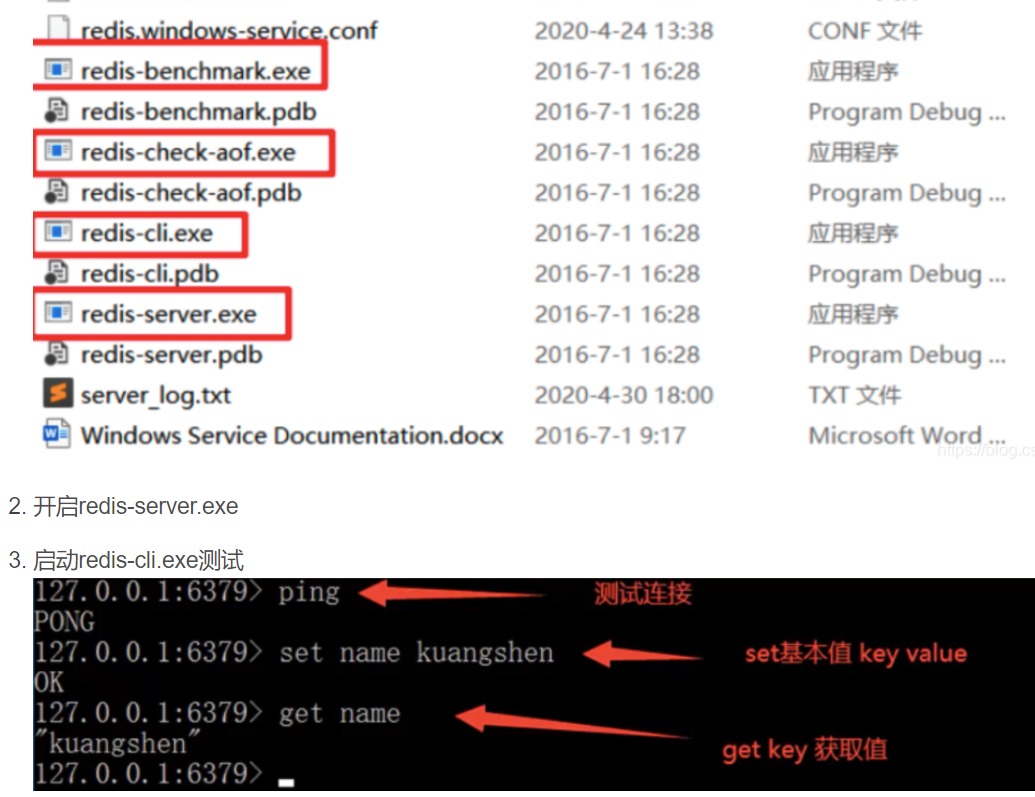 redis.windows-service.conf 2020-4-24 13:38 CONF 文件
redis-benchmark.exe 2016-7-1 16:28 应用程序
redis-benchmark.pdb 2016-7-1 16:28 Program Debug ...
redis-check-aof.exe 2016-7-1 16:28 应用程序
redis-check-aof.pdb 2016-7-1 16:28 Program Debug ...
redis-cli.exe 2016-7-1 16:28 应用程序
redis-cli.pdb 2016-7-1 16:28 Program Debug ...
redis-server.exe 2016-7-1 16:28 应用程序
redis-server.pdb 2016-7-1 16:28 Program Debug ...
server_log.txt 2020-4-30 18:00 TXT 文件
Windows Service Documentation.docx 2016-7-1 9:17 Microsoft Word ...
https://blog.cs
2. 开启redis-server.exe
3. 启动redis-cli.exe测试
127.0.0.1:6379> ping 测试连接
PONG
127.0.0.1:6379> set name kuangshen set基本值 key value
OK
127.0.0.1:6379> get name
"kuangshen" get key 获取值
127.0.0.1:6379>